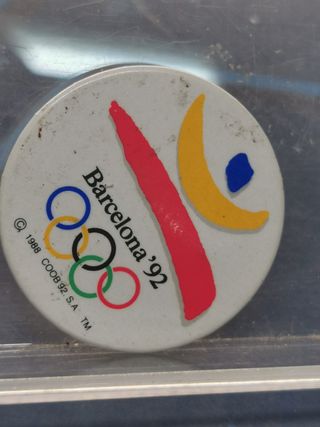 Barcelona '92
© 1988 COOB'92, S.A. TM